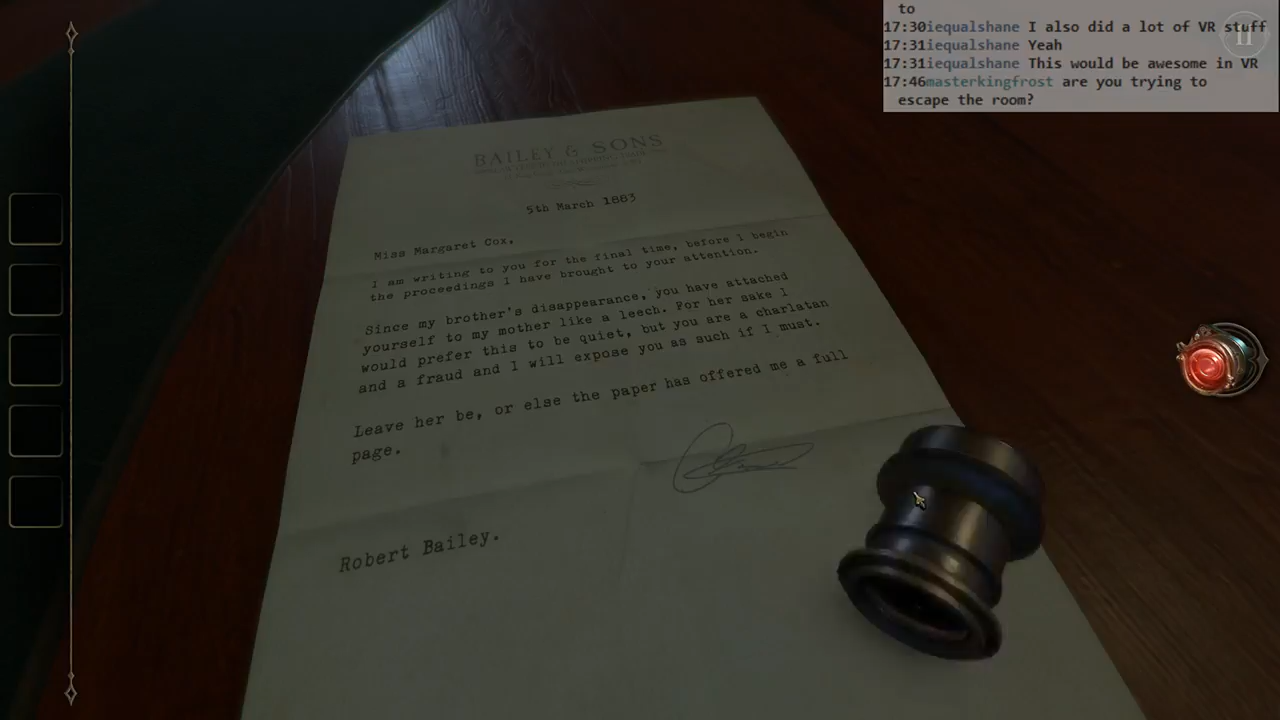 to
17:30iequalshane I also did a lot of VR stuff
17:31iequalshane Yeah
17:31iequalshane This would be awesome in VR
17:46masterkingfrost are you trying to
escape the room?
BAILEY & SONS
5th March 1883
Miss Margaret Cox,
I am writing to you for the final time, before I begin
the proceedings I have brought to your attention.
Since my brother's disappearance, you have attached
yourself to my mother like a leech. For her sake I
would prefer this to be quiet, but you are a charlatan
and a fraud and I will expose you as such if I must.
Leave her be, or else the paper has offered me a full
page.
Robert Bailey.